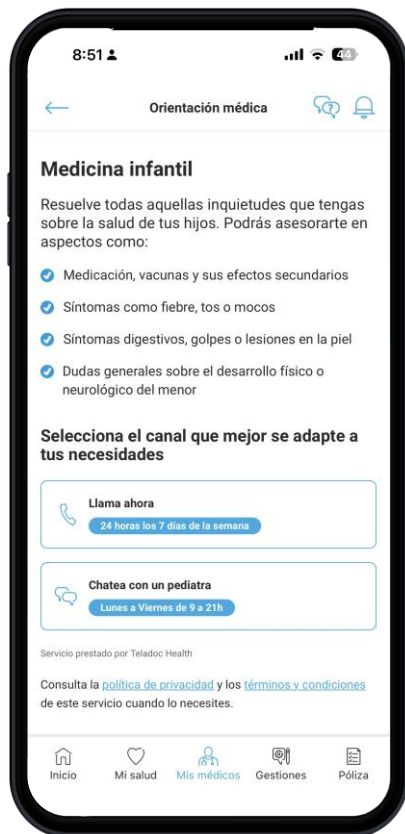 8:51
44
Orientación médica
Medicina infantil
Resuelve todas aquellas inquietudes que tengas
sobre la salud de tus hijos. Podrás asesorarte en
aspectos como:
Medicación, vacunas y sus efectos secundarios
Síntomas como fiebre, tos o mocos
Síntomas digestivos, golpes o lesiones en la piel
Dudas generales sobre el desarrollo físico o
neurológico del menor
Selecciona el canal que mejor se adapte a
tus necesidades
Llama ahora
24 horas los 7 días de la semana
Chatea con un pediatra
Lunes a Viernes de 9 a 21h
Servicio prestado por Teladoc Health
Consulta la política de privacidad y los términos y condiciones
de este servicio cuando lo necesites.
Inicio Mi salud Mis médicos Gestiones Póliza